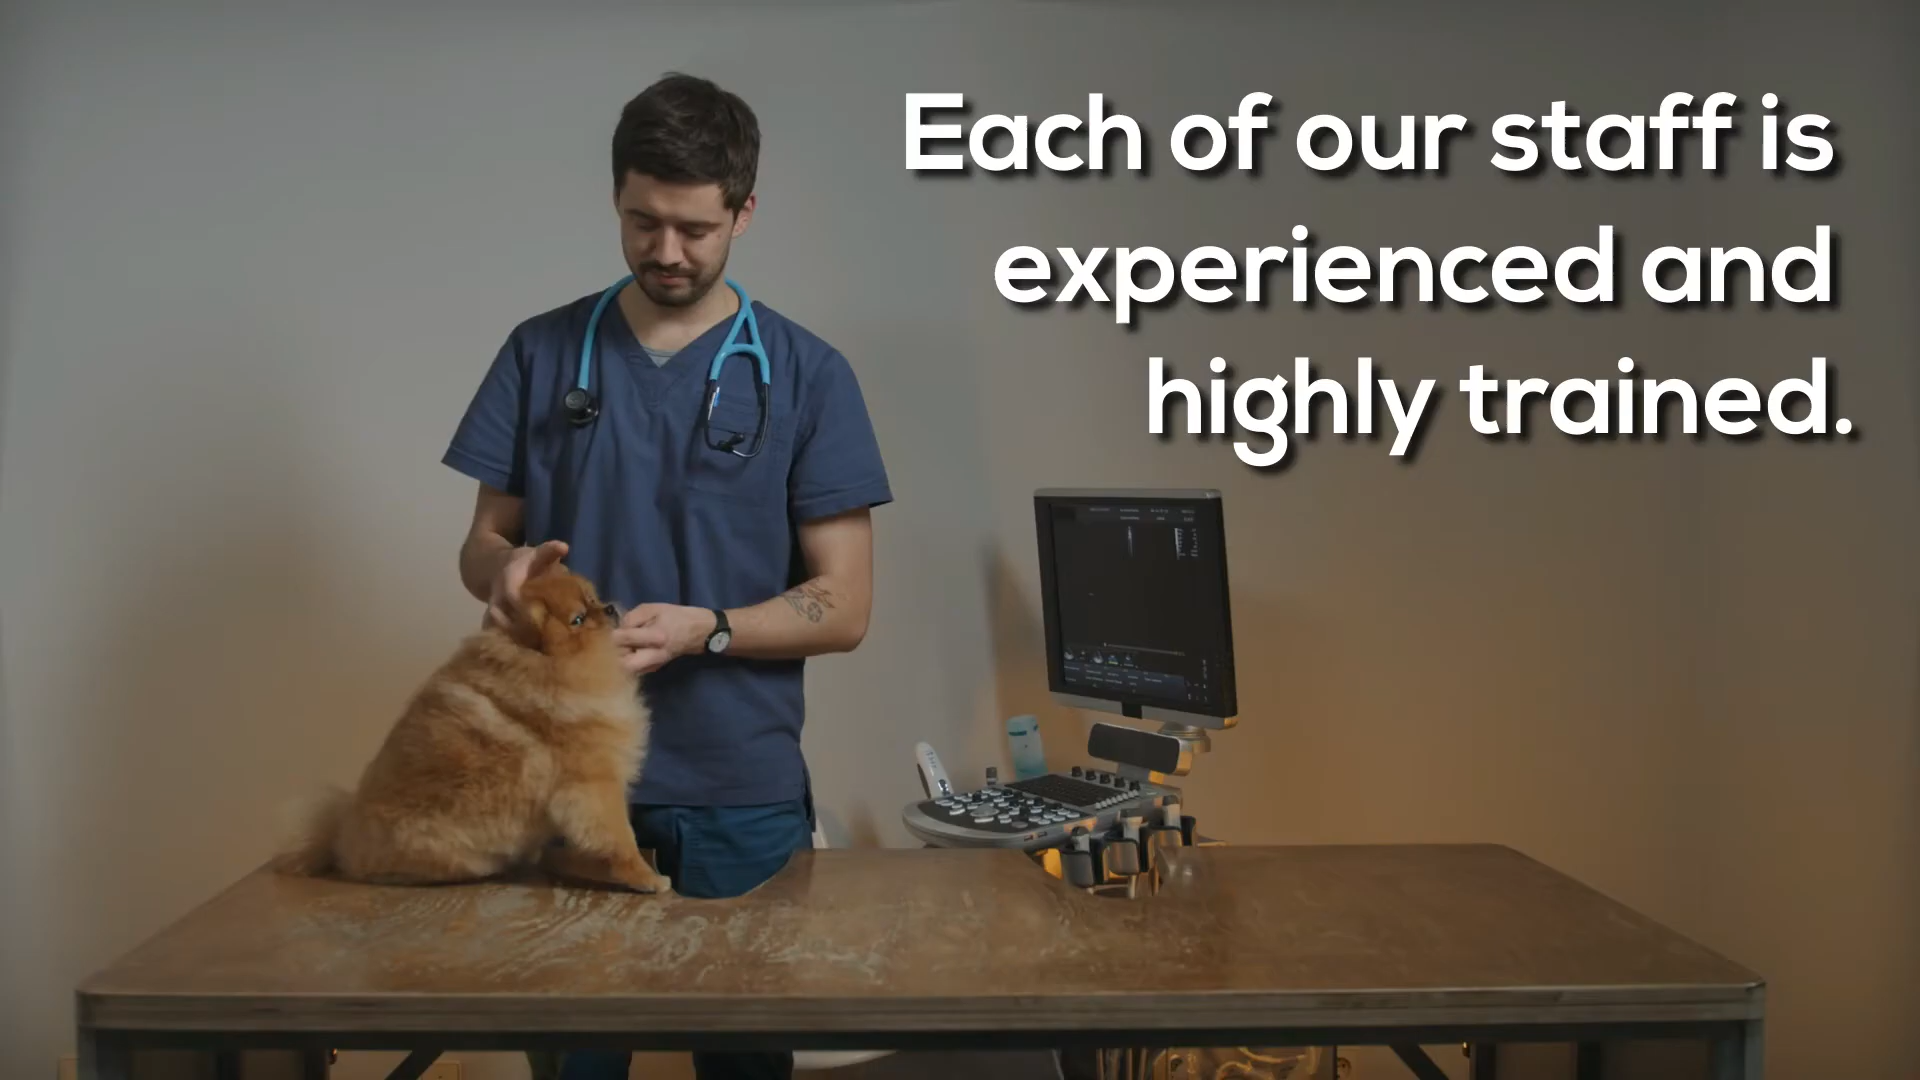 Each of our staff is
experienced and
highly trained.